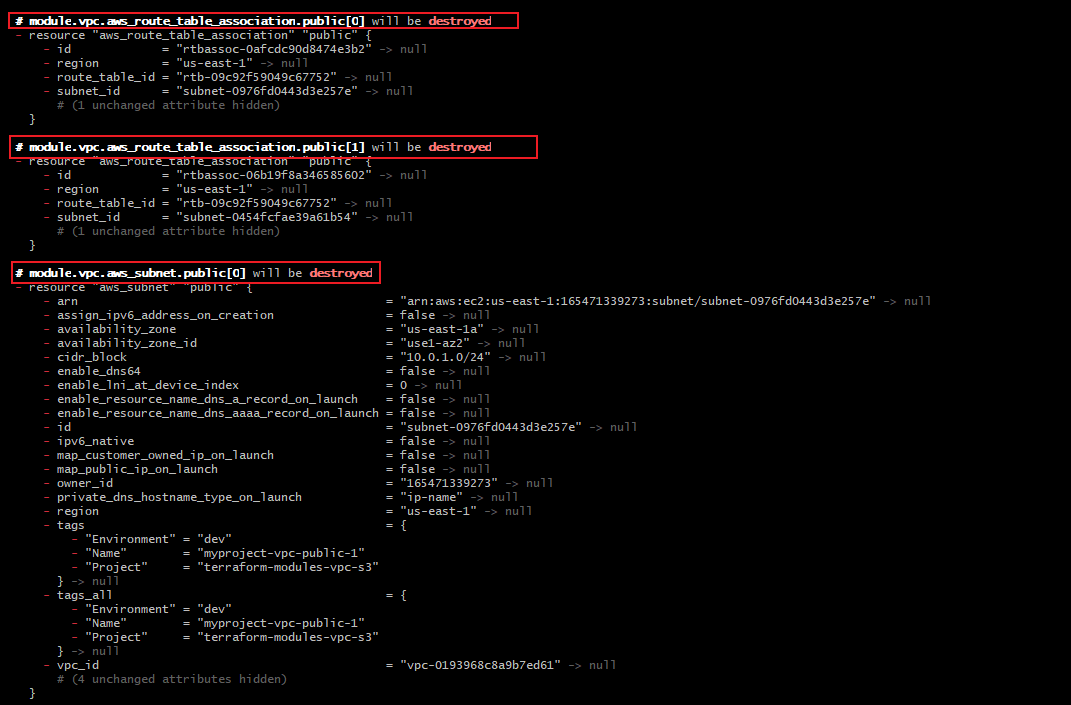 # module.vpc.aws_route_table_association.public[0] will be destroyed
- resource "aws_route_table_association" "public" {
- id = "rtbassoc-0afcdc90d8474e3b2" -> null
- region = "us-east-1" -> null
- route_table_id = "rtb-09c92f59049c67752" -> null
- subnet_id = "subnet-0976fd0443d3e257e" -> null
# (1 unchanged attribute hidden)
}
# module.vpc.aws_route_table_association.public[1] will be destroyed
- resource "aws_route_table_association" "public" {
- id = "rtbassoc-06b19f8a346585602" -> null
- region = "us-east-1" -> null
- route_table_id = "rtb-09c92f59049c67752" -> null
- subnet_id = "subnet-0454fcfae39a61b54" -> null
# (1 unchanged attribute hidden)
}
# module.vpc.aws_subnet.public[0] will be destroyed
- resource "aws_subnet" "public" {
- arn = "arn:aws:ec2:us-east-1:165471339273:subnet/subnet-0976fd0443d3e257e" -> null
- assign_ipv6_address_on_creation = false -> null
- availability_zone = "us-east-1a" -> null
- availability_zone_id = "use1-az2" -> null
- cidr_block = "10.0.1.0/24" -> null
- enable_dns64 = false -> null
- enable_lni_at_device_index = 0 -> null
- enable_resource_name_dns_a_record_on_launch = false -> null
- enable_resource_name_dns_aaaa_record_on_launch = false -> null
- id = "subnet-0976fd0443d3e257e" -> null
- ipv6_native = false -> null
- map_customer_owned_ip_on_launch = false -> null
- map_public_ip_on_launch = false -> null
- owner_id = "165471339273" -> null
- private_dns_hostname_type_on_launch = "ip-name" -> null
- region = "us-east-1" -> null
- tags = {
- "Environment" = "dev"
- "Name" = "myproject-vpc-public-1"
- "Project" = "terraform-modules-vpc-s3"
} -> null
- tags_all = {
- "Environment" = "dev"
- "Name" = "myproject-vpc-public-1"
- "Project" = "terraform-modules-vpc-s3"
} -> null
- vpc_id = "vpc-0193968c8a9b7ed61" -> null
# (4 unchanged attributes hidden)
}